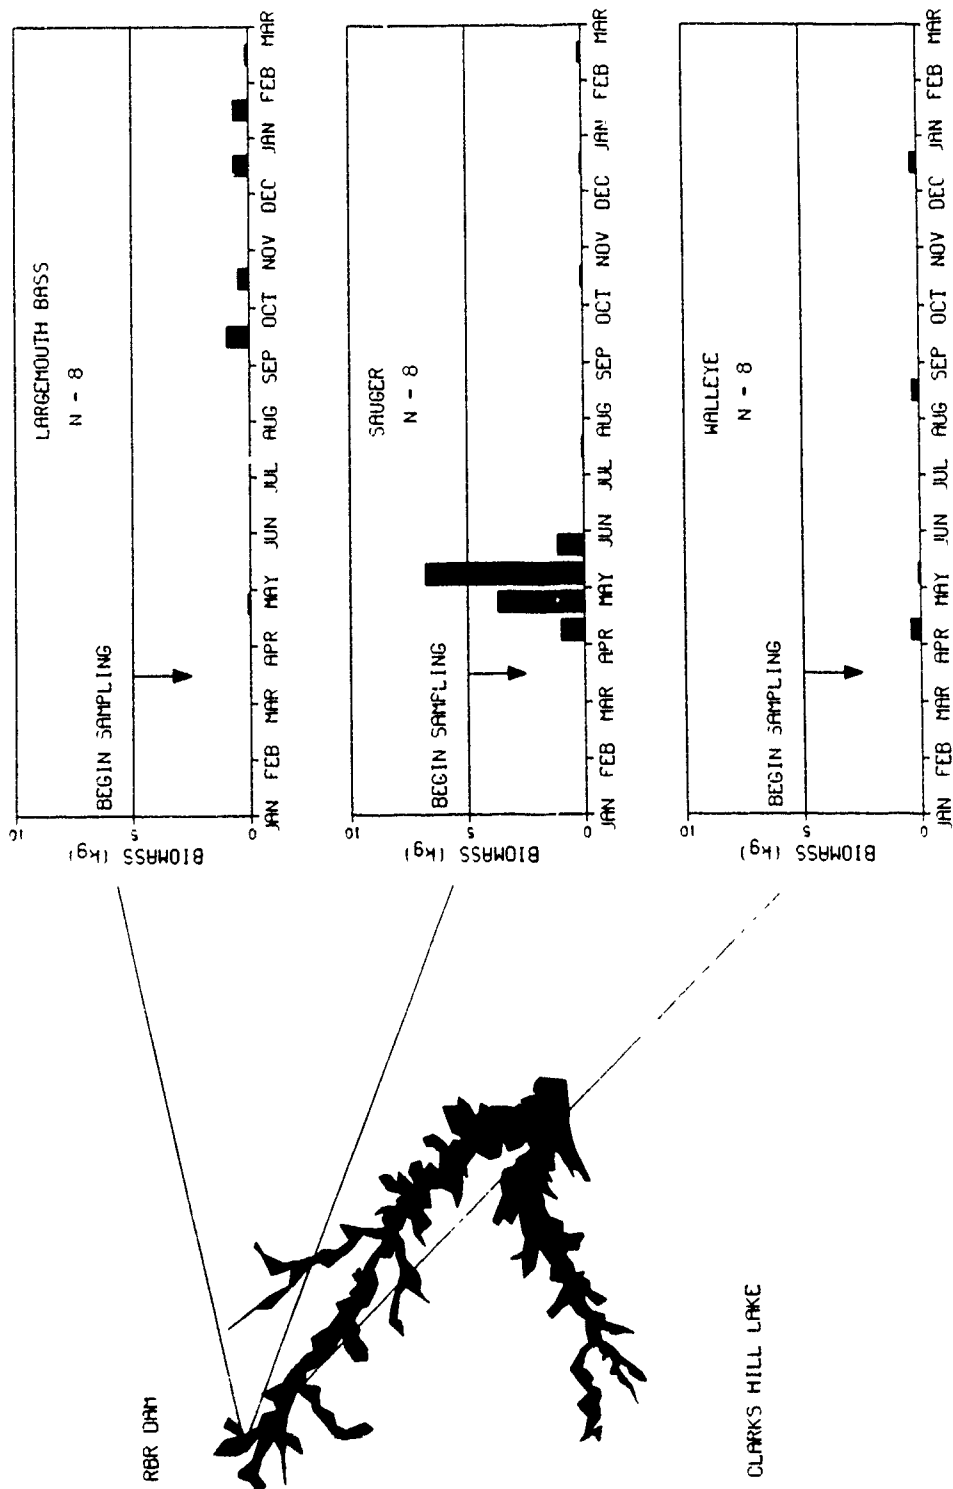 RBR DAM
CLARKS HILL LAKE
LARGEMOUTH BASS
N - 8
BEGIN SAMPLING
BIOMASS (kg)
10
5
0
JAN FEB MAR APR MAY JUN JUL AUG SEP OCT NOV DEC JAN FEB MAR
SAUGER
N - 8
BEGIN SAMPLING
BIOMASS (kg)
10
5
0
JAN FEB MAR APR MAY JUN JUL AUG SEP OCT NOV DEC JAN FEB MAR
WALLEYE
N - 8
BEGIN SAMPLING
BIOMASS (kg)
10
5
0
JAN FEB MAR APR MAY JUN JUL AUG SEP OCT NOV DEC JAN FEB MAR